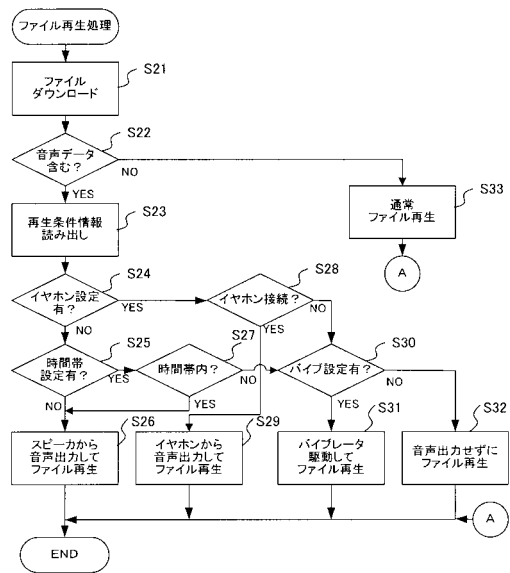 ファイル再生処理
S21
ファイル
ダウンロード
S22
音声データ
含む?
NO
YES
S23
再生条件情報
読み出し
S33
通常
ファイル再生
A
S24
イヤホン設定
有?
YES
NO
S28
イヤホン接続?
YES
NO
S25
時間帯
設定有?
YES
NO
S27
時間帯内?
NO
YES
S30
バイブ設定有?
NO
YES
S26
スピーカから
音声出力して
ファイル再生
S29
イヤホンから
音声出力して
ファイル再生
S31
バイブレータ
駆動して
ファイル再生
S32
音声出力せずに
ファイル再生
A
END